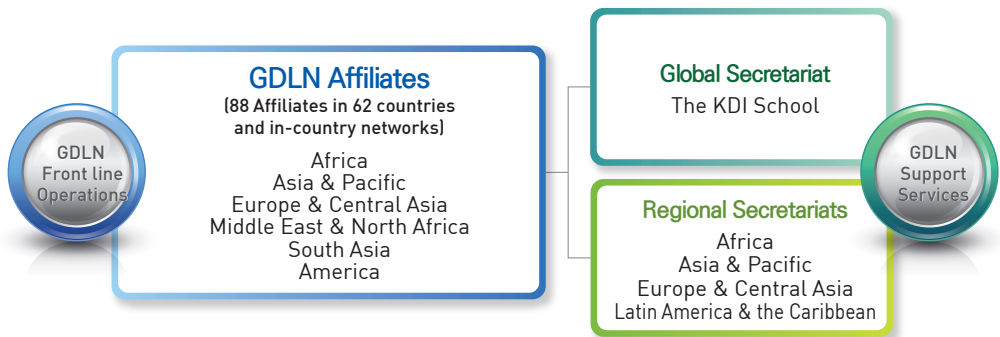 GDLN
Front line
Operations
GDLN Affiliates
(88 Affiliates in 62 countries
and in-country networks)
Africa
Asia & Pacific
Europe & Central Asia
Middle East & North Africa
South Asia
America
Global Secretariat
The KDI School
Regional Secretariats
Africa
Asia & Pacific
Europe & Central Asia
Latin America & the Caribbean
GDLN
Support
Services